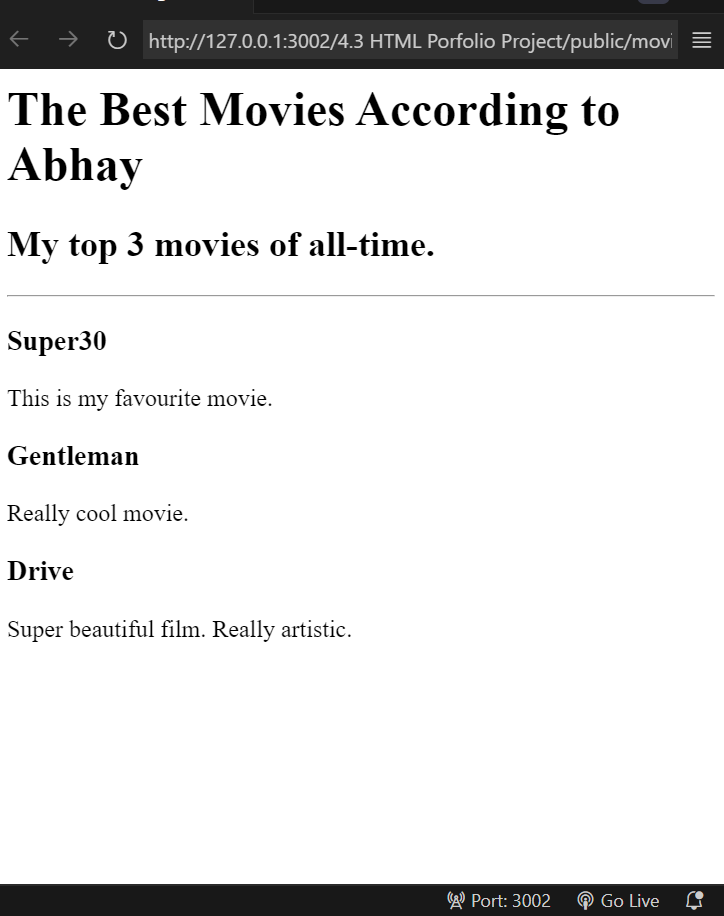 http://127.0.0.1:3002/4.3 HTML Porfolio Project/public/movi
The Best Movies According to
Abhay
My top 3 movies of all-time.
Super30
This is my favourite movie.
Gentleman
Really cool movie.
Drive
Super beautiful film. Really artistic.
Port: 3002 Go Live